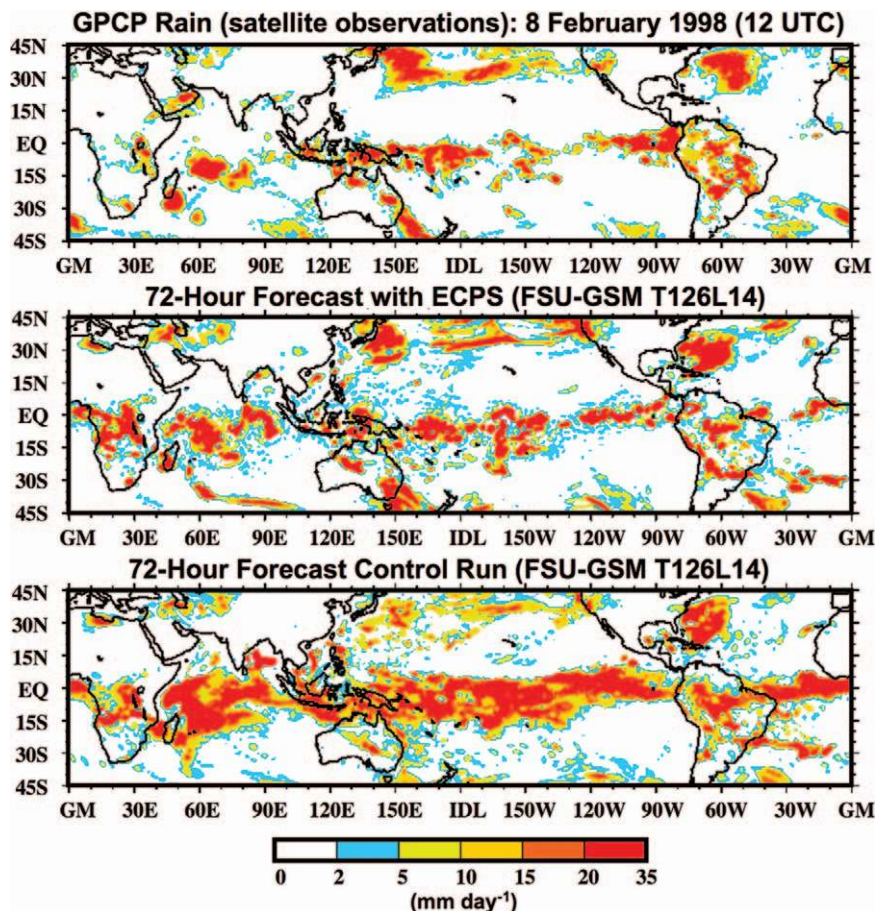 GPCP Rain (satellite observations): 8 February 1998 (12 UTC)
45N
30N
15N
EQ
15S
30S
45S
GM 30E 60E 90E 120E 150E IDL 150W 120W 90W 60W 30W GM
72-Hour Forecast with ECPS (FSU-GSM T126L14)
45N
30N
15N
EQ
15S
30S
45S
GM 30E 60E 90E 120E 150E IDL 150W 120W 90W 60W 30W GM
72-Hour Forecast Control Run (FSU-GSM T126L14)
45N
30N
15N
EQ
15S
30S
45S
GM 30E 60E 90E 120E 150E IDL 150W 120W 90W 60W 30W GM
0 2 5 10 15 20 35
(mm day⁻¹)